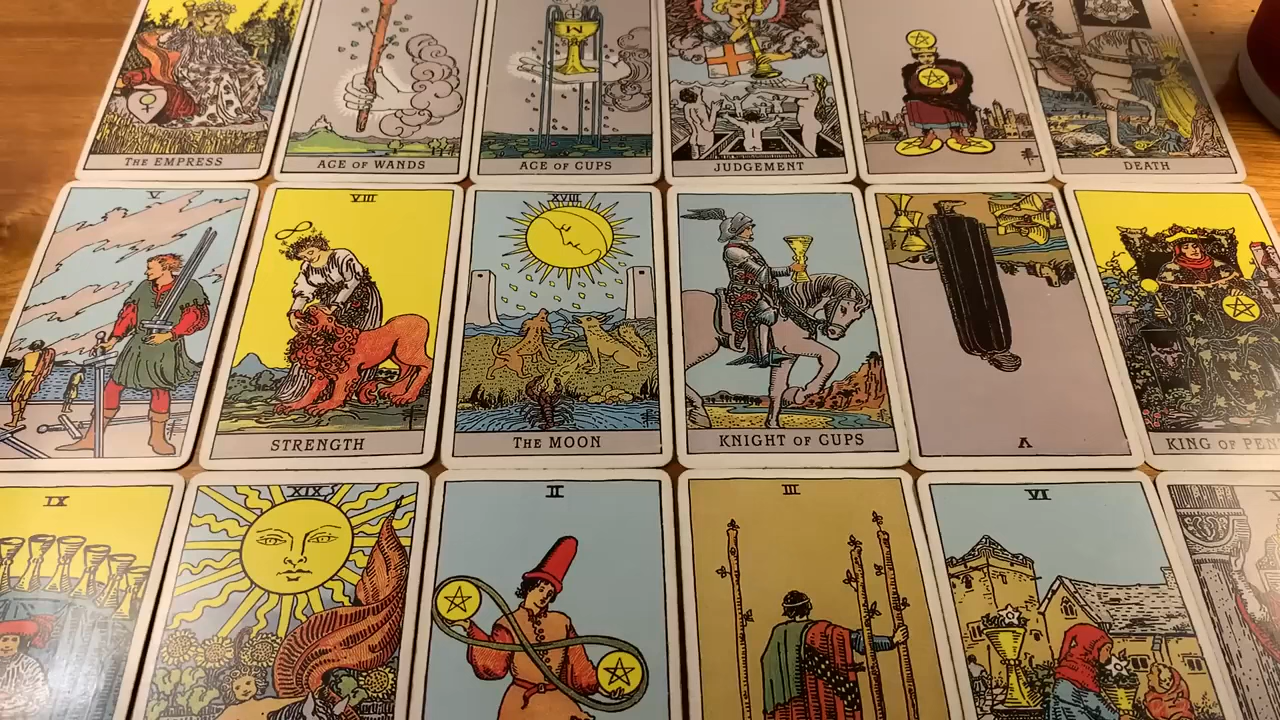 THE EMPRESS
ACE OF WANDS
ACE OF CUPS
JUDGEMENT
DEATH
V
VIII
XVIII
STRENGTH
THE MOON
KNIGHT OF CUPS
V
KING OF PEN
IX
XIX
II
III
VI